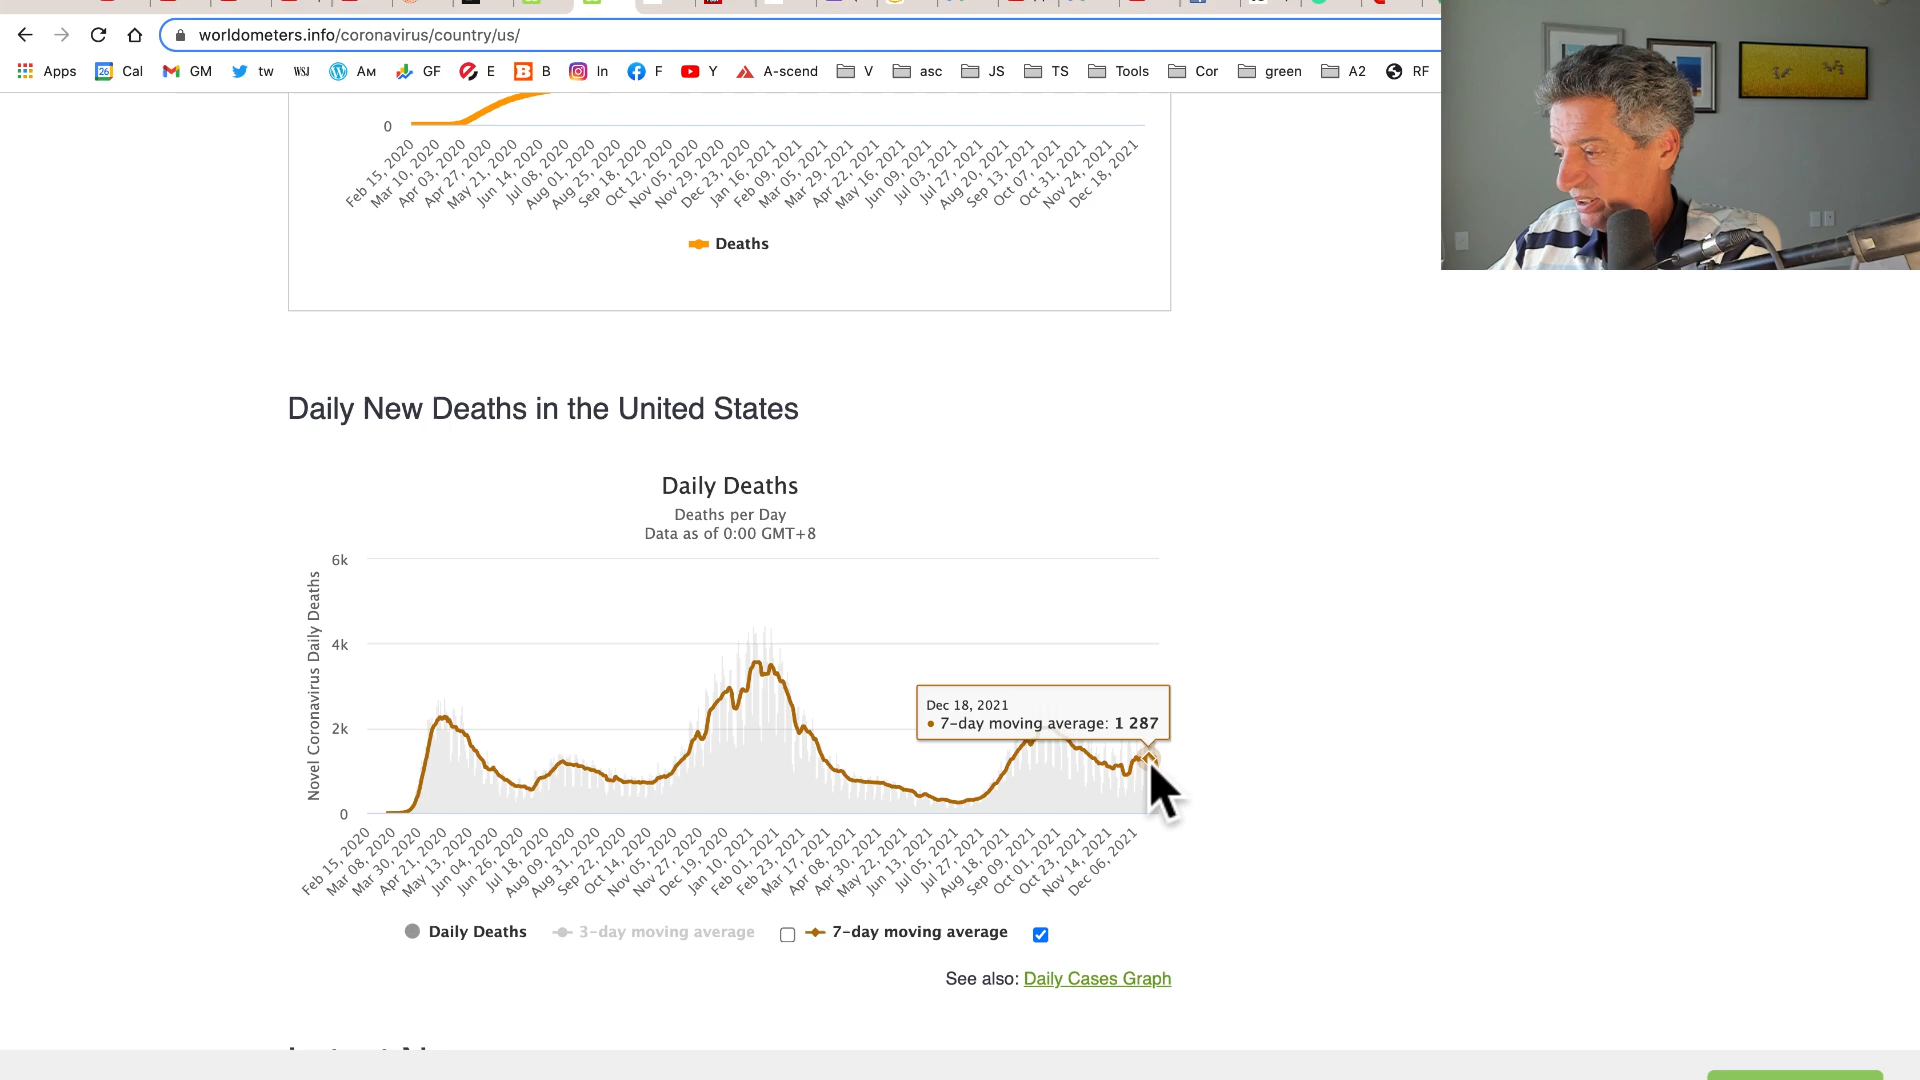 worldometers.info/coronavirus/country/us/
Apps 26 Cal GM tw WSJ AM GF E B In F Y A-scend V asc JS TS Tools Cor green A2 RF
0
Feb 15, 2020
Mar 10, 2020
Apr 03, 2020
Apr 27, 2020
May 21, 2020
Jun 14, 2020
Jul 08, 2020
Aug 01, 2020
Aug 25, 2020
Sep 18, 2020
Oct 12, 2020
Nov 05, 2020
Nov 29, 2020
Dec 23, 2020
Jan 16, 2021
Feb 09, 2021
Mar 05, 2021
Mar 29, 2021
Apr 22, 2021
May 16, 2021
Jun 09, 2021
Jul 03, 2021
Jul 27, 2021
Aug 20, 2021
Sep 13, 2021
Oct 07, 2021
Oct 31, 2021
Nov 24, 2021
Dec 18, 2021
Deaths
Daily New Deaths in the United States
Daily Deaths
Deaths per Day
Data as of 0:00 GMT+8
Novel Coronavirus Daily Deaths
6k
4k
2k
0
Dec 18, 2021
7-day moving average: 1 287
Feb 15, 2020
Mar 08, 2020
Mar 30, 2020
Apr 21, 2020
May 13, 2020
Jun 04, 2020
Jun 26, 2020
Jul 18, 2020
Aug 09, 2020
Aug 31, 2020
Sep 22, 2020
Oct 14, 2020
Nov 05, 2020
Nov 27, 2020
Dec 19, 2020
Jan 10, 2021
Feb 01, 2021
Feb 23, 2021
Mar 17, 2021
Apr 08, 2021
Apr 30, 2021
May 22, 2021
Jun 13, 2021
Jul 05, 2021
Jul 27, 2021
Aug 18, 2021
Sep 09, 2021
Oct 01, 2021
Oct 23, 2021
Nov 14, 2021
Dec 06, 2021
Daily Deaths 3-day moving average 7-day moving average
See also: Daily Cases Graph